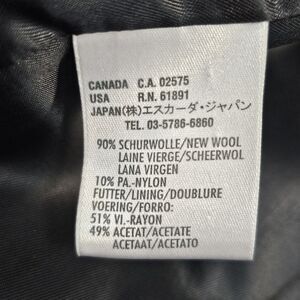 CANADA C.A. 02575
USA R.N. 61891
JAPAN(株)エスカーダ・ジャパン
TEL. 03-5786-6860
90% SCHURWOLLE/NEW WOOL
LAINE VIERGE/SCHEERWOL
LANA VIRGEN
10% PA.-NYLON
FUTTER/LINING/DOUBLURE
VOERING/FORRO:
51% VI.-RAYON
49% ACETAT/ACETATE
ACETAAT/ACETATO